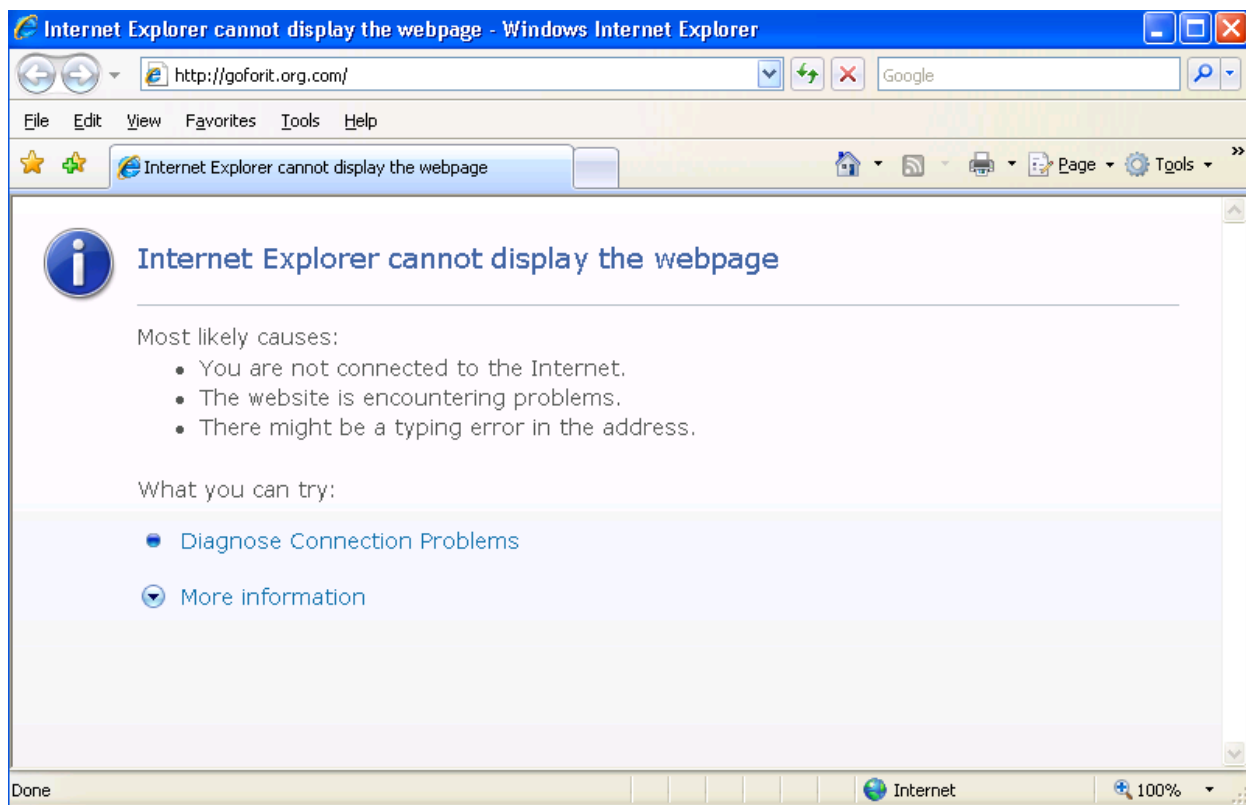 Internet Explorer cannot display the webpage - Windows Internet Explorer
http://goforit.org.com/ Google
File Edit View Favorites Tools Help
Internet Explorer cannot display the webpage Page Tools »
Internet Explorer cannot display the webpage
Most likely causes:
• You are not connected to the Internet.
• The website is encountering problems.
• There might be a typing error in the address.
What you can try:
Diagnose Connection Problems
More information
Done Internet 100%